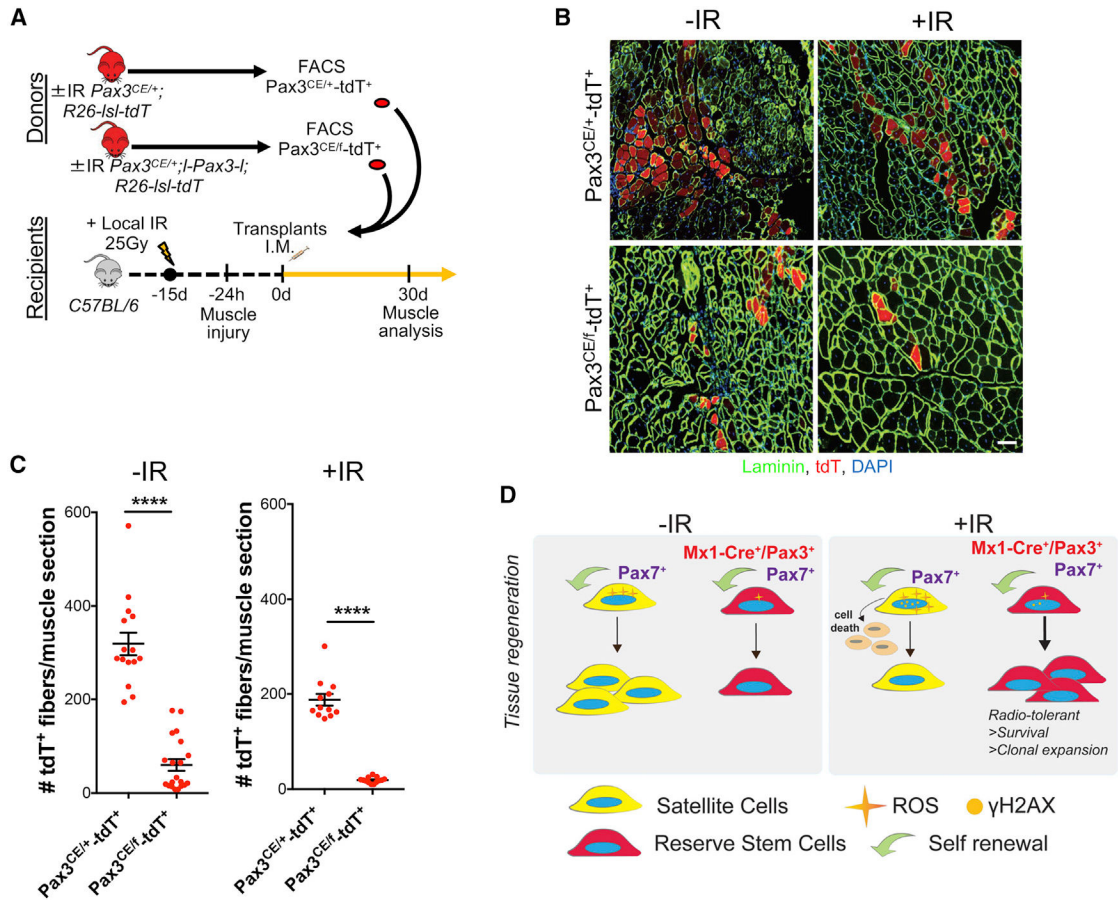 A
Donors
±IR Pax3CE/+;
R26-lsl-tdT
FACS
Pax3CE/+-tdT+
±IR Pax3CE/+;l-Pax3-l;
R26-lsl-tdT
FACS
Pax3CE/f-tdT+
Recipients
+ Local IR
25Gy
Transplants
I.M.
C57BL/6
-15d
-24h
Muscle
injury
0d
30d
Muscle
analysis
B
-IR
+IR
Pax3CE/+-tdT+
Pax3CE/f-tdT+
Laminin, tdT, DAPI
C
-IR
****
# tdT+ fibers/muscle section
600
400
200
0
Pax3CE/+-tdT+
Pax3CE/f-tdT+
+IR
****
# tdT+ fibers/muscle section
600
400
200
0
Pax3CE/+-tdT+
Pax3CE/f-tdT+
D
Tissue regeneration
-IR
Pax7+
Mx1-Cre+/Pax3+
Pax7+
+IR
Pax7+
cell
death
Mx1-Cre+/Pax3+
Pax7+
Radio-tolerant
>Survival
>Clonal expansion
Satellite Cells
ROS
γH2AX
Reserve Stem Cells
Self renewal